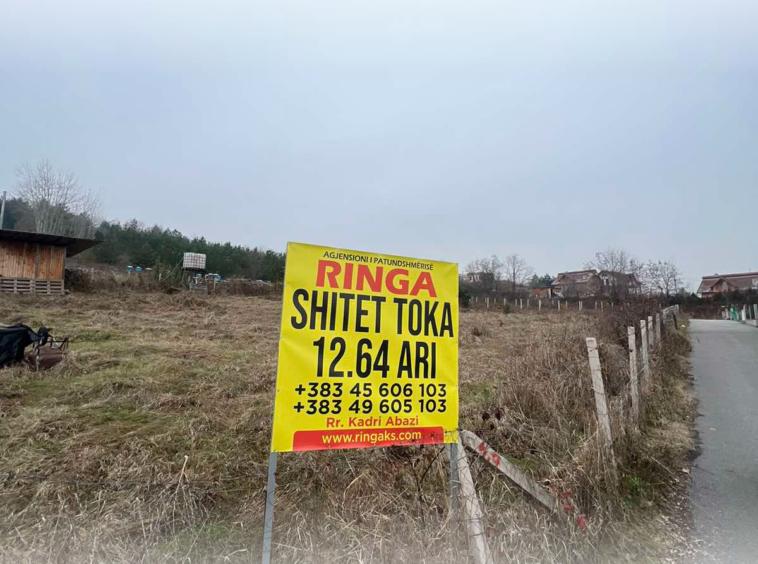 AGJENSIONI I PATUNDSHMËRISË
RINGA
SHITET TOKA
12.64 ARI
+383 45 606 103
+383 49 605 103
Rr. Kadri Abazi
www.ringaks.com